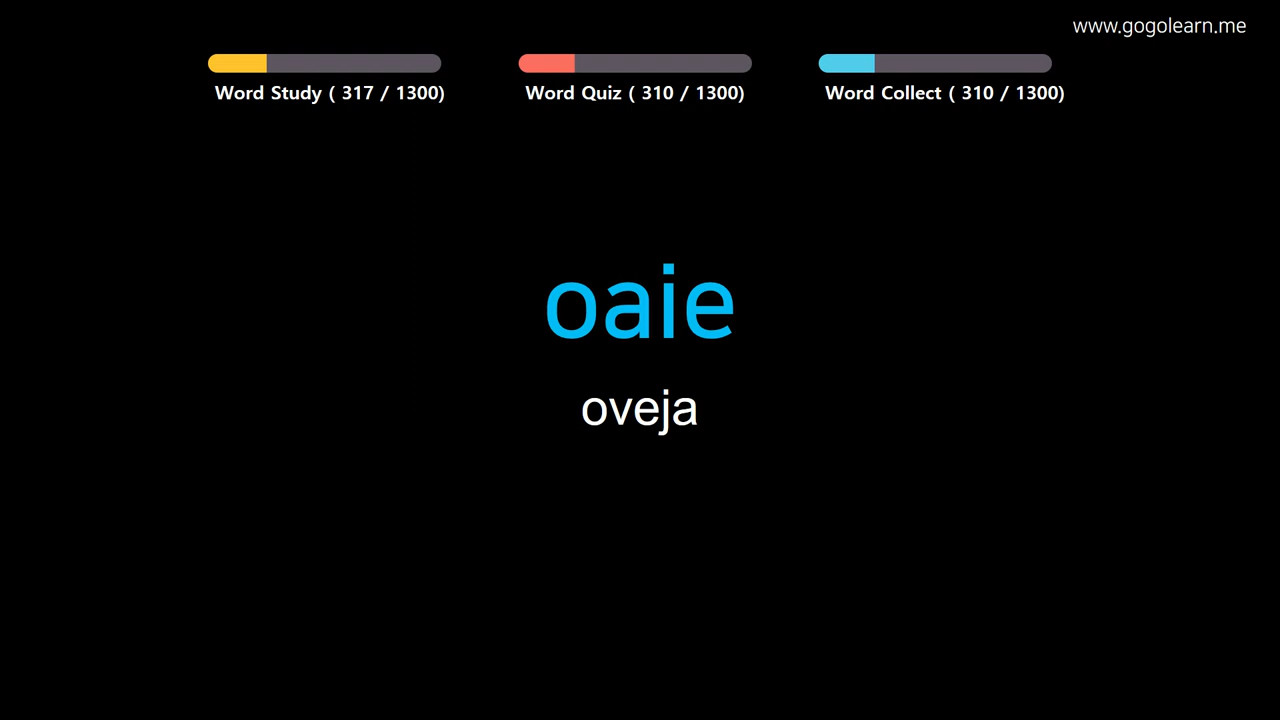 www.gogolearn.me
Word Study ( 317 / 1300)
Word Quiz ( 310 / 1300)
Word Collect ( 310 / 1300)
oaie
oveja